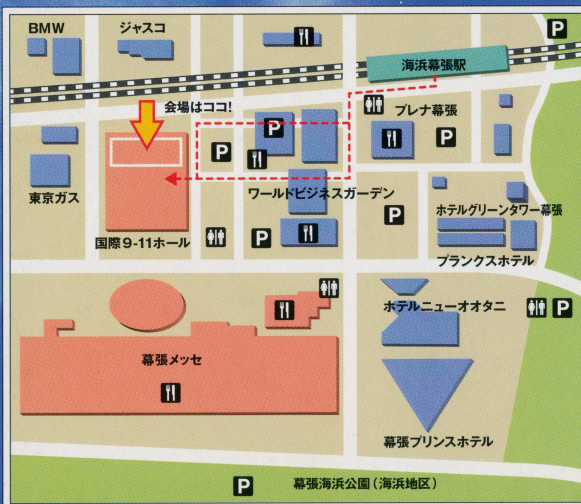 BMW
ジャスコ
P
海浜幕張駅
会場はココ!
プレナ幕張
P
P
P
東京ガス
ワールドビジネスガーデン
ホテルグリーンタワー幕張
P
国際9-11ホール
P
プランクスホテル
ホテルニューオオタニ
P
幕張メッセ
幕張プリンスホテル
P
幕張海浜公園(海浜地区)